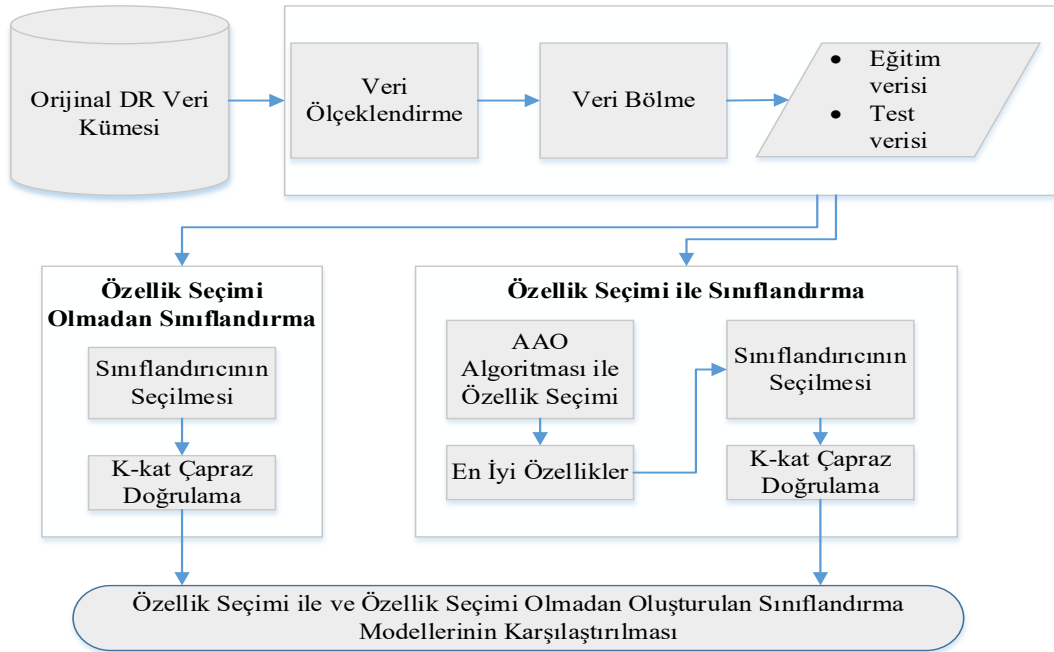 Orijinal DR Veri
Kümesi
Veri
Ölçeklendirme
Veri Bölme
● Eğitim
verisi
● Test
verisi
Özellik Seçimi
Olmadan Sınıflandırma
Sınıflandırıcının
Seçilmesi
K-kat Çapraz
Doğrulama
Özellik Seçimi ile Sınıflandırma
AAO
Algoritması ile
Özellik Seçimi
En İyi Özellikler
Sınıflandırıcının
Seçilmesi
K-kat Çapraz
Doğrulama
Özellik Seçimi ile ve Özellik Seçimi Olmadan Oluşturulan Sınıflandırma
Modellerinin Karşılaştırılması